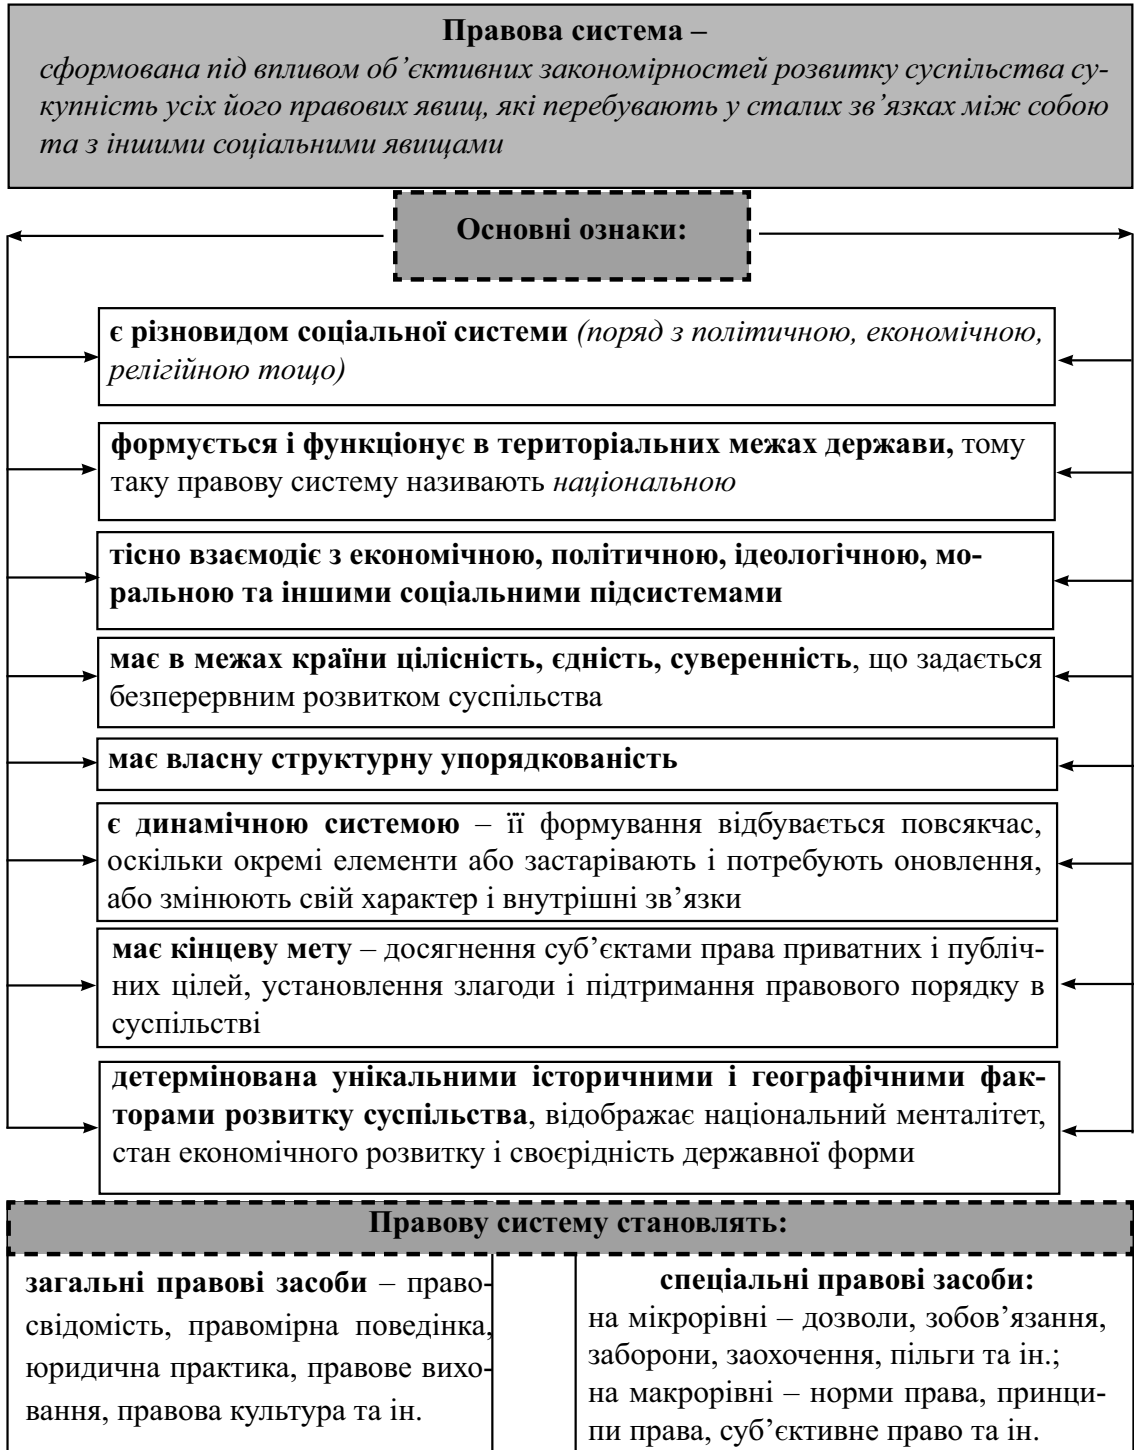 Правова система –
сформована під впливом об’єктивних закономірностей розвитку суспільства су-
купність усіх його правових явищ, які перебувають у сталих зв’язках між собою
та з іншими соціальними явищами
Основні ознаки:
є різновидом соціальної системи (поряд з політичною, економічною,
релігійною тощо)
формується і функціонує в територіальних межах держави, тому
таку правову систему називають національною
тісно взаємодіє з економічною, політичною, ідеологічною, мо-
ральною та іншими соціальними підсистемами
має в межах країни цілісність, єдність, суверенність, що задається
безперервним розвитком суспільства
має власну структурну упорядкованість
є динамічною системою – її формування відбувається повсякчас,
оскільки окремі елементи або застарівають і потребують оновлення,
або змінюють свій характер і внутрішні зв’язки
має кінцеву мету – досягнення суб’єктами права приватних і публіч-
них цілей, установлення злагоди і підтримання правового порядку в
суспільстві
детермінована унікальними історичними і географічними фак-
торами розвитку суспільства, відображає національний менталітет,
стан економічного розвитку і своєрідність державної форми
Правову систему становлять:
загальні правові засоби – право-
свідомість, правомірна поведінка,
юридична практика, правове вихо-
вання, правова культура та ін.
спеціальні правові засоби:
на мікрорівні – дозволи, зобов’язання,
заборони, заохочення, пільги та ін.;
на макрорівні – норми права, принци-
пи права, суб’єктивне право та ін.